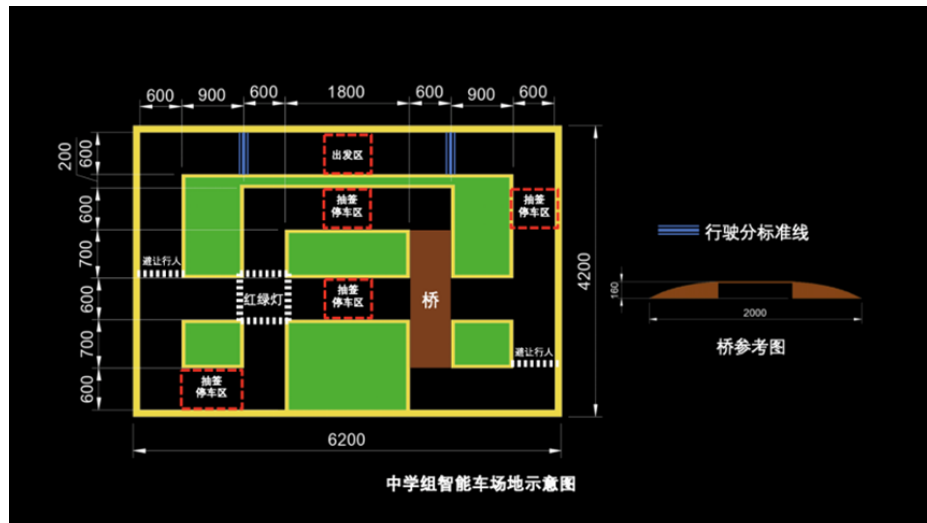 600 900 600 1800 600 900 600
200
600
出发区
600
抽签
停车区
抽签
停车区
700
避让行人
600
红绿灯
抽签
停车区
桥
4200
行驶分标准线
160
2000
桥参考图
700
避让行人
600
抽签
停车区
6200
中学组智能车场地示意图